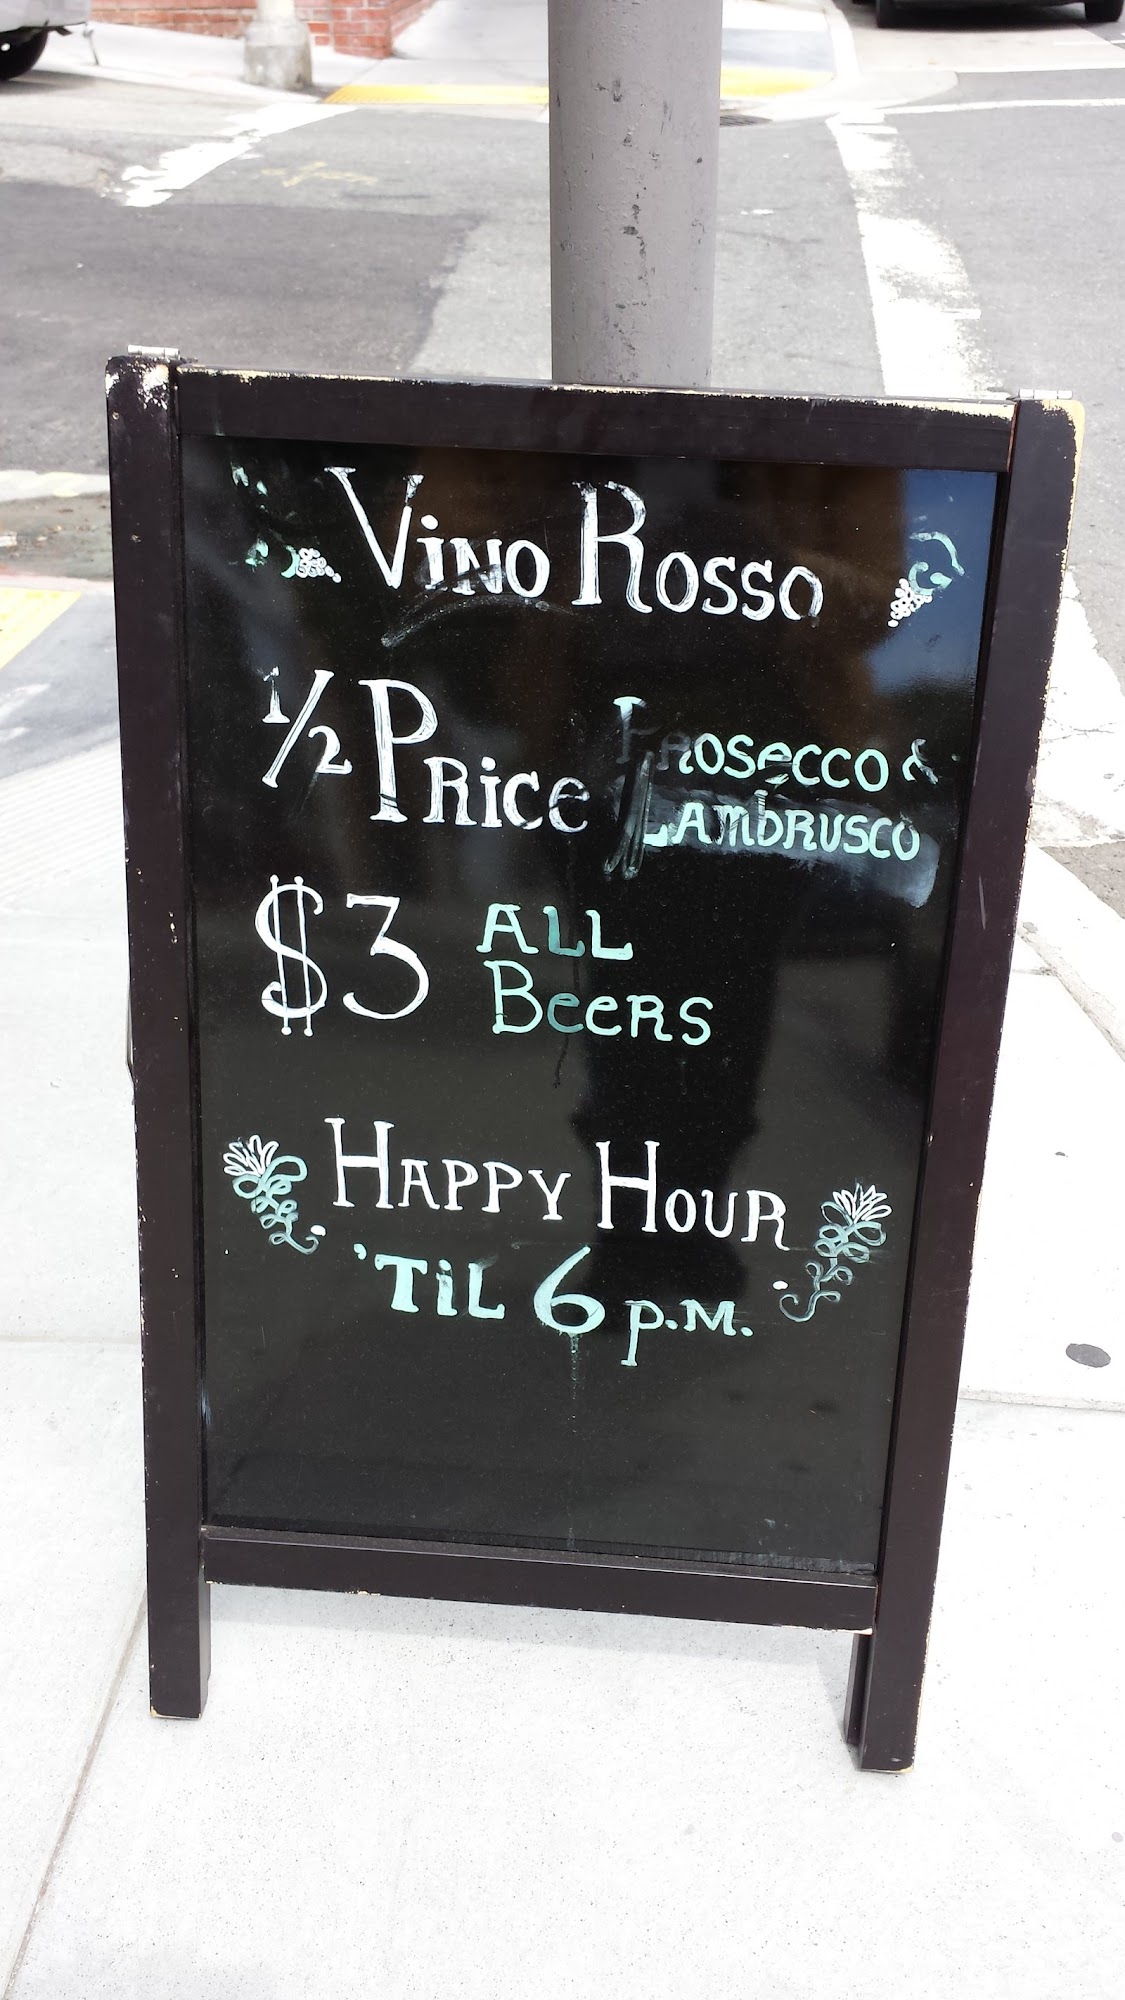 Vino Rosso
1/2 Price Prosecco &
Lambrusco
$3 ALL
Beers
Happy Hour
'Til 6 p.m.